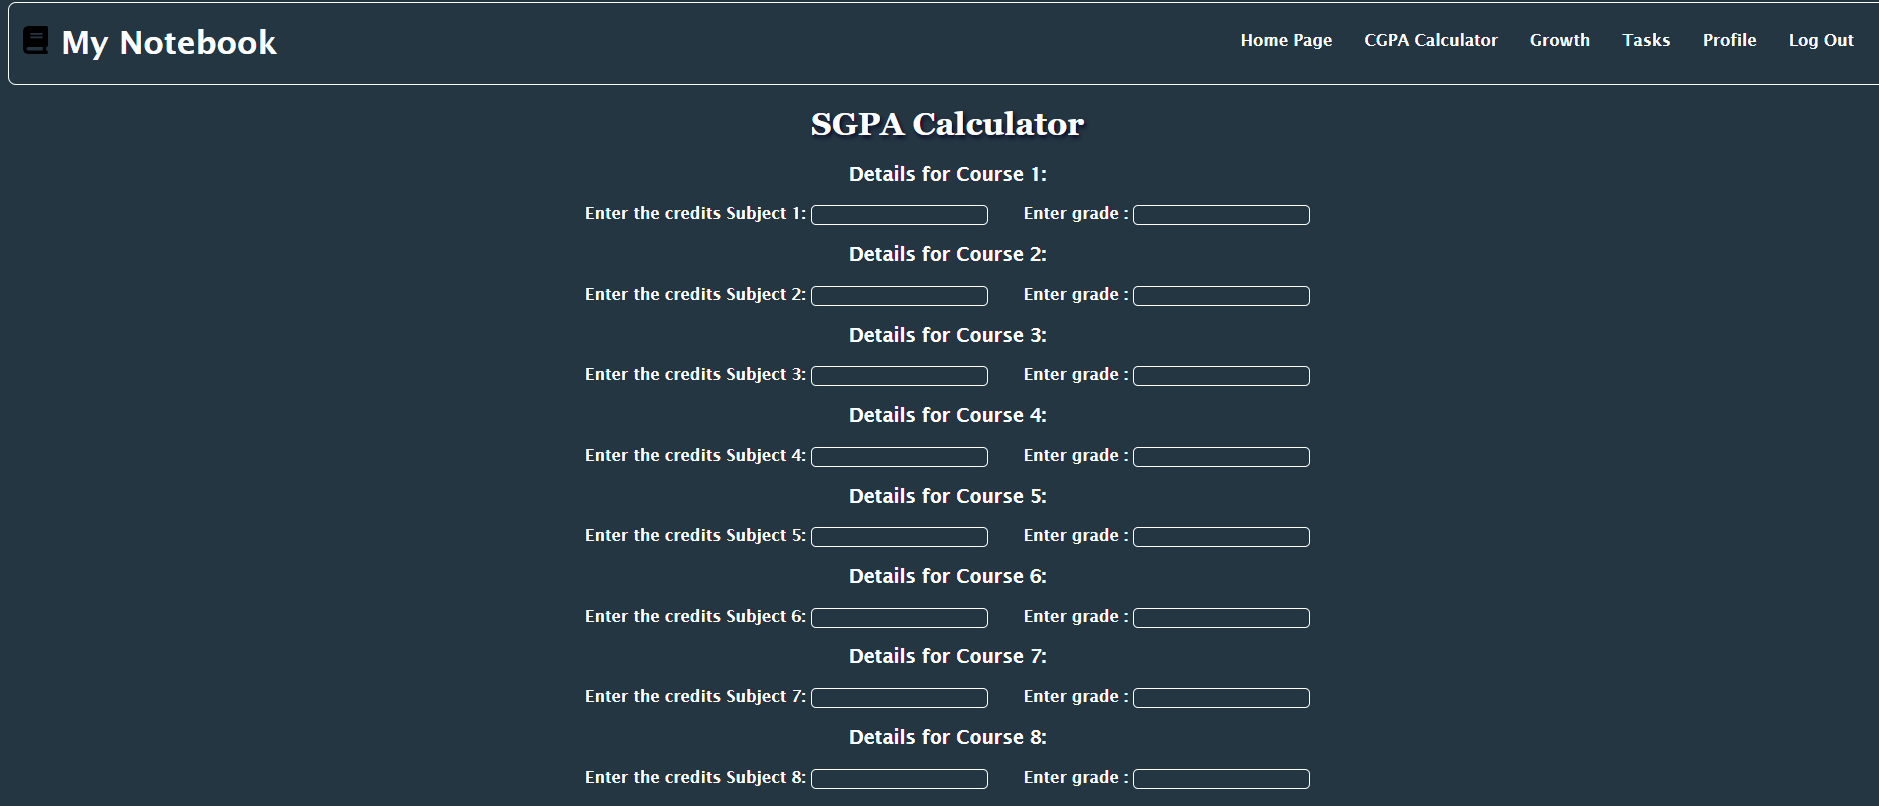 My Notebook
Home Page CGPA Calculator Growth Tasks Profile Log Out
SGPA Calculator
Details for Course 1:
Enter the credits Subject 1: Enter grade :
Details for Course 2:
Enter the credits Subject 2: Enter grade :
Details for Course 3:
Enter the credits Subject 3: Enter grade :
Details for Course 4:
Enter the credits Subject 4: Enter grade :
Details for Course 5:
Enter the credits Subject 5: Enter grade :
Details for Course 6:
Enter the credits Subject 6: Enter grade :
Details for Course 7:
Enter the credits Subject 7: Enter grade :
Details for Course 8:
Enter the credits Subject 8: Enter grade :